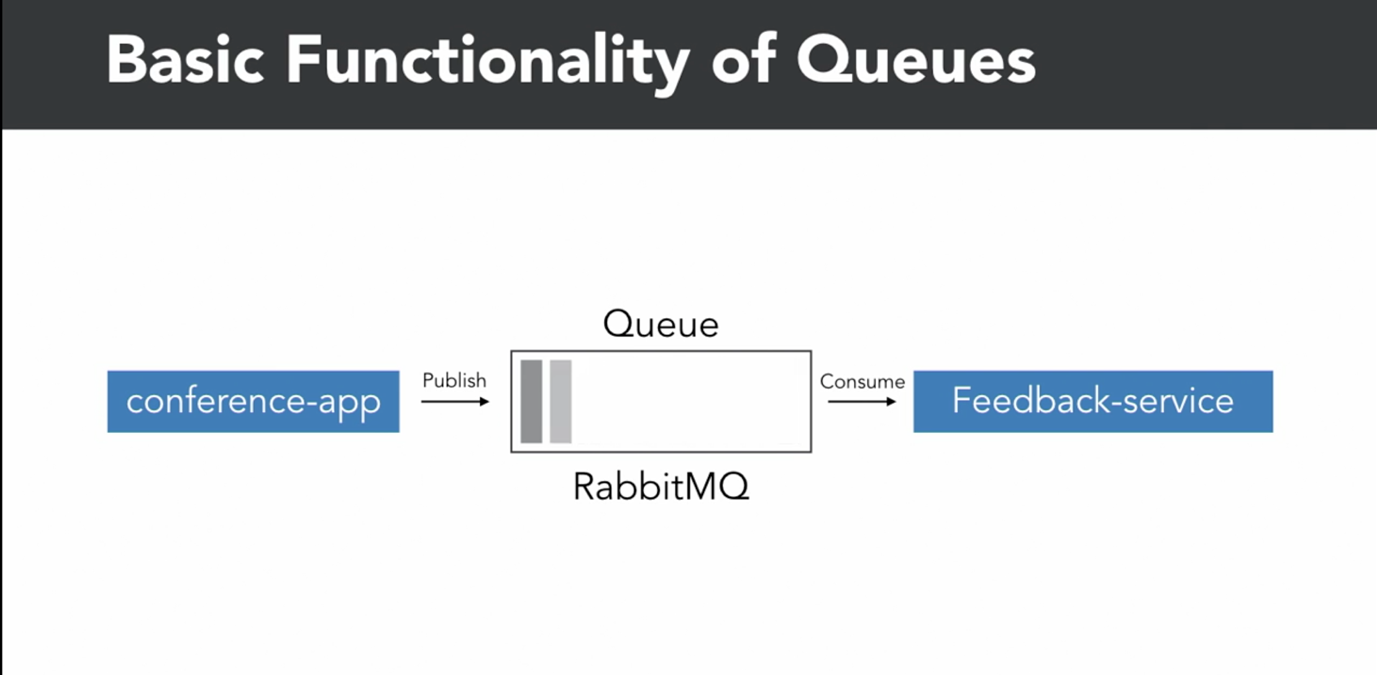 Basic Functionality of Queues
Queue
conference-app
Publish
Consume
Feedback-service
RabbitMQ